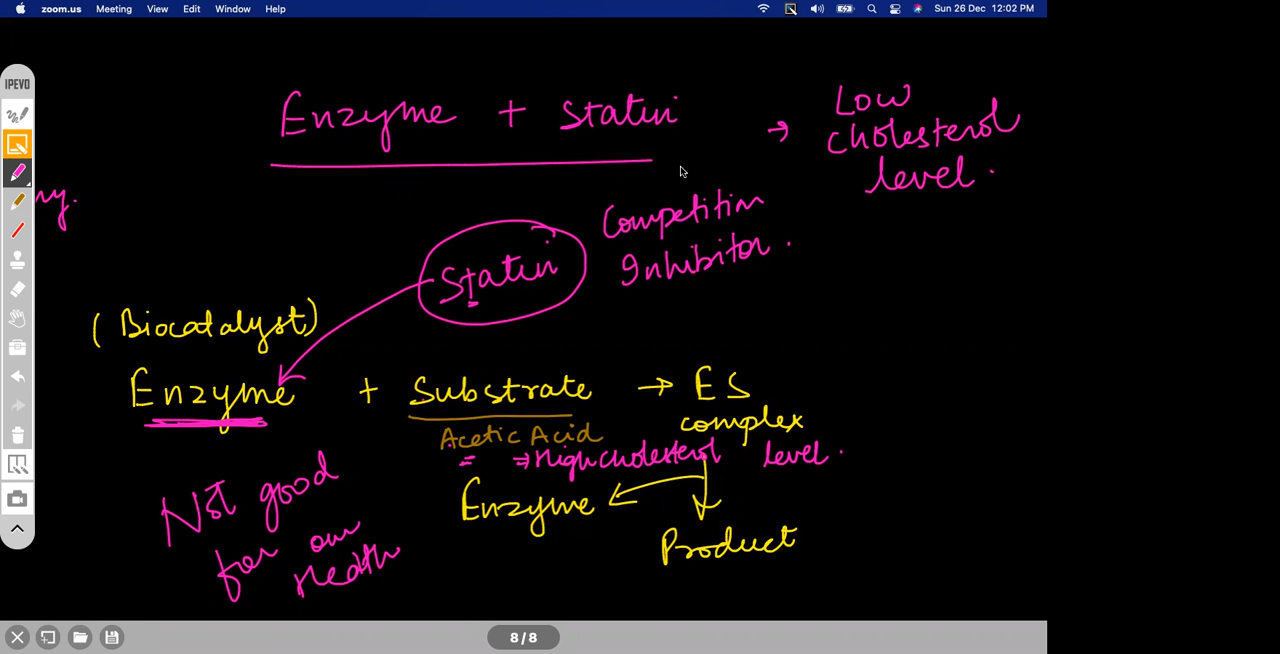 zoom.us Meeting View Edit Window Help Sun 26 Dec 12:02 PM
IPEVO
Enzyme + Statin → Low
cholesterol
level.
ny.
Statin
Competitim
Inhibitor.
(Biocatalyst)
Enzyme + Substrate → ES
complex
Acetic Acid
= ⇒ High cholesterol level.
Enzyme
Product
Not good
for our
Health
8/8